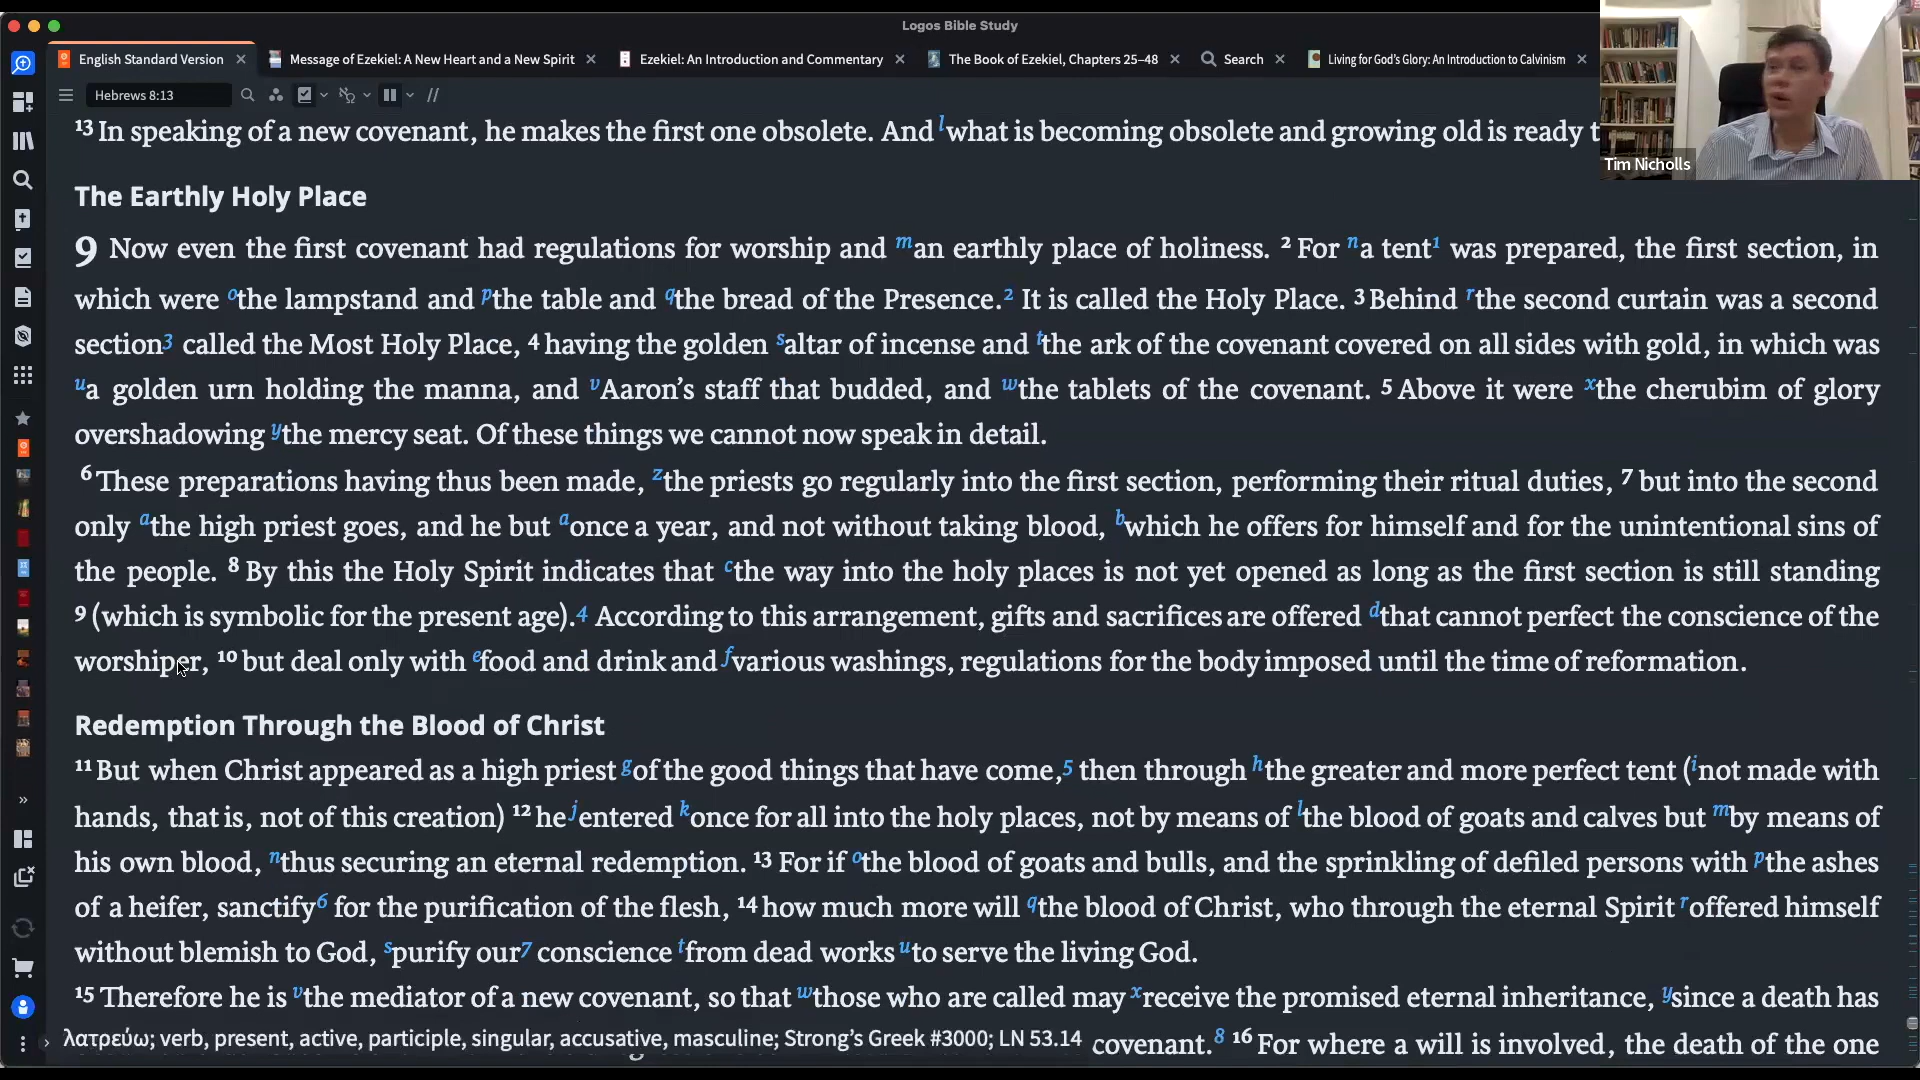 Logos Bible Study
English Standard Version
Message of Ezekiel: A New Heart and a New Spirit
Ezekiel: An Introduction and Commentary
The Book of Ezekiel, Chapters 25–48
Search
Living for God's Glory: An Introduction to Calvinism
Hebrews 8:13
Tim Nicholls
13 In speaking of a new covenant, he makes the first one obsolete. And l what is becoming obsolete and growing old is ready t
The Earthly Holy Place
9 Now even the first covenant had regulations for worship and m an earthly place of holiness. 2 For n a tent1 was prepared, the first section, in
which were o the lampstand and p the table and q the bread of the Presence.2 It is called the Holy Place. 3 Behind r the second curtain was a second
section3 called the Most Holy Place, 4 having the golden s altar of incense and t the ark of the covenant covered on all sides with gold, in which was
u a golden urn holding the manna, and v Aaron's staff that budded, and w the tablets of the covenant. 5 Above it were x the cherubim of glory
overshadowing y the mercy seat. Of these things we cannot now speak in detail.
6 These preparations having thus been made, z the priests go regularly into the first section, performing their ritual duties, 7 but into the second
only a the high priest goes, and he but a once a year, and not without taking blood, b which he offers for himself and for the unintentional sins of
the people. 8 By this the Holy Spirit indicates that c the way into the holy places is not yet opened as long as the first section is still standing
9 (which is symbolic for the present age).4 According to this arrangement, gifts and sacrifices are offered d that cannot perfect the conscience of the
worshiper, 10 but deal only with e food and drink and f various washings, regulations for the body imposed until the time of reformation.
Redemption Through the Blood of Christ
11 But when Christ appeared as a high priest g of the good things that have come,5 then through h the greater and more perfect tent (i not made with
hands, that is, not of this creation) 12 he j entered k once for all into the holy places, not by means of l the blood of goats and calves but m by means of
his own blood, n thus securing an eternal redemption. 13 For if o the blood of goats and bulls, and the sprinkling of defiled persons with p the ashes
of a heifer, sanctify6 for the purification of the flesh, 14 how much more will q the blood of Christ, who through the eternal Spirit r offered himself
without blemish to God, s purify our7 conscience t from dead works u to serve the living God.
15 Therefore he is v the mediator of a new covenant, so that w those who are called may x receive the promised eternal inheritance, y since a death has
λατρεύω; verb, present, active, participle, singular, accusative, masculine; Strong's Greek #3000; LN 53.14 covenant.8 16 For where a will is involved, the death of the one